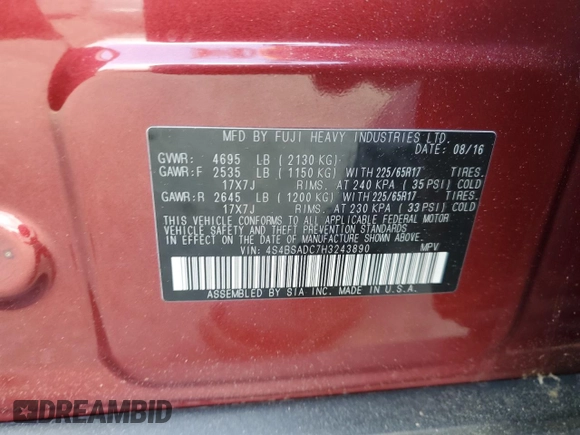 MFD BY FUJI HEAVY INDUSTRIES LTD.
DATE: 08/16
GVWR: 4695 LB ( 2130 KG)
GAWR:F 2535 LB ( 1150 KG) WITH 225/65R17 TIRES.
17X7J RIMS. AT 240 KPA ( 35 PSI) COLD
GAWR:R 2645 LB ( 1200 KG) WITH 225/65R17 TIRES.
17X7J RIMS. AT 230 KPA ( 33 PSI) COLD
THIS VEHICLE CONFORMS TO ALL APPLICABLE FEDERAL MOTOR
VEHICLE SAFETY AND THEFT PREVENTION STANDARDS IN
EFFECT ON THE DATE OF MANUFACTURE SHOWN ABOVE.
VIN: 4S4BSADC7H3243890 MPV
ASSEMBLED BY SIA INC. MADE IN U.S.A.
DREAMBID